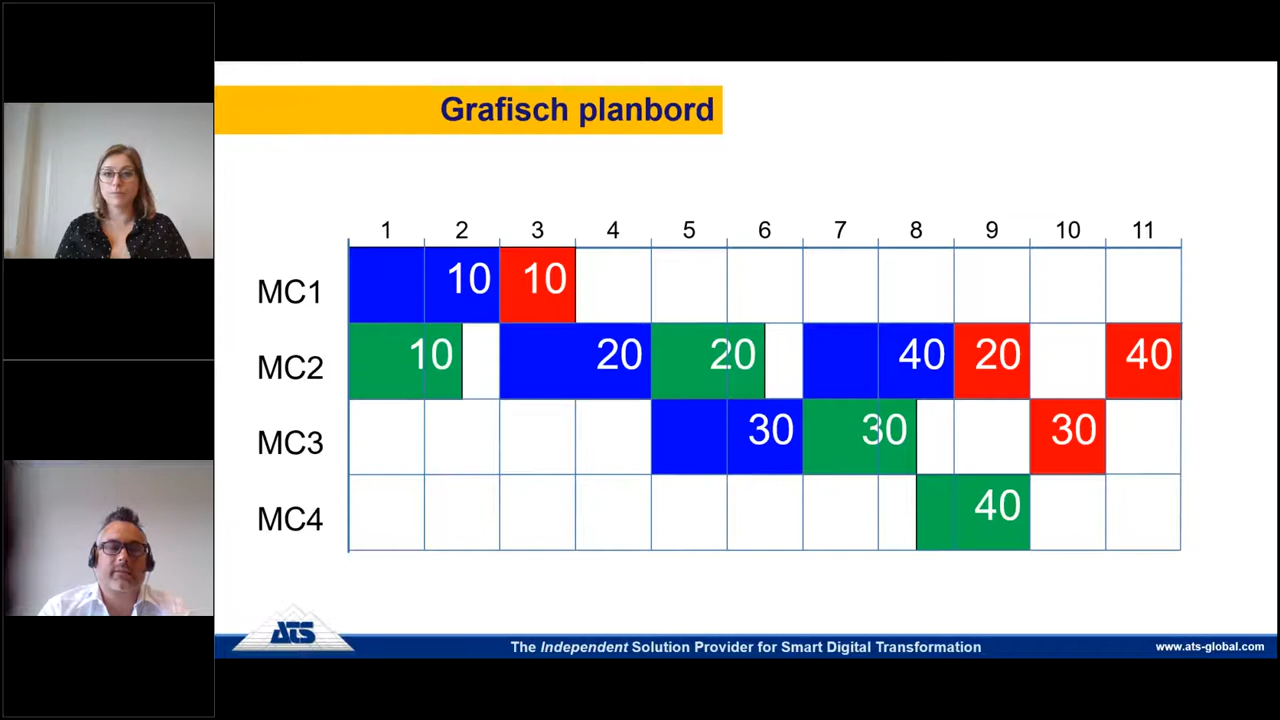 Grafisch planbord
1 2 3 4 5 6 7 8 9 10 11
MC1 10 10
MC2 10 20 20 40 20 40
MC3 30 30 30
MC4 40
ATS
The Independent Solution Provider for Smart Digital Transformation
www.ats-global.com